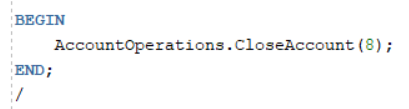 BEGIN
    AccountOperations.CloseAccount(8);
END;
/